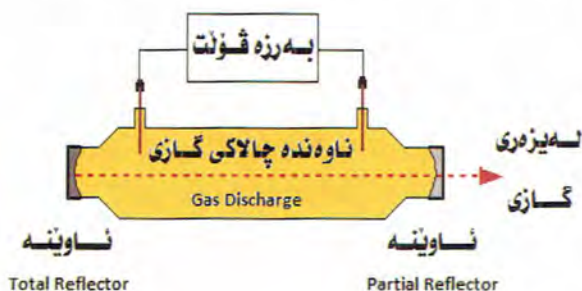 بەرزە ڤۆڵت
ناوەندە چالاکی گازی
Gas Discharge
لەیزەری
گازی
ئاوێنە
ئاوێنە
Total Reflector
Partial Reflector